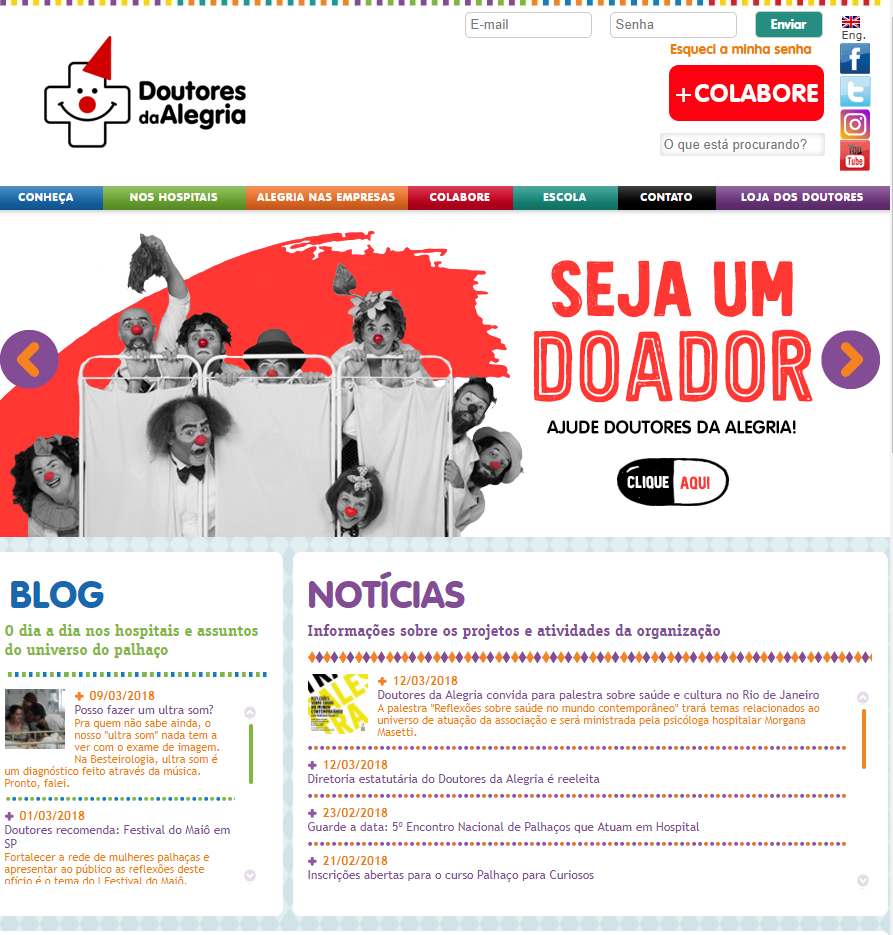 E-mail
Senha
Enviar
Eng.
Esqueci a minha senha
Doutores
da Alegria
+COLABORE
O que está procurando?
You
Tube
CONHEÇA
NOS HOSPITAIS
ALEGRIA NAS EMPRESAS
COLABORE
ESCOLA
CONTATO
LOJA DOS DOUTORES
SEJA UM
DOADOR
AJUDE DOUTORES DA ALEGRIA!
CLIQUE AQUI
BLOG
O dia a dia nos hospitais e assuntos
do universo do palhaço
09/03/2018
Posso fazer um ultra som?
Pra quem não sabe ainda, o
nosso "ultra som" nada tem a
ver com o exame de imagem.
Na Besteirologia, ultra som é
um diagnóstico feito através da música.
Pronto, falei.
01/03/2018
Doutores recomenda: Festival do Maiô em
SP
Fortalecer a rede de mulheres palhaças e
apresentar ao público as reflexões deste
ofício é o tema do I Festival do Maiô.
NOTÍCIAS
Informações sobre os projetos e atividades da organização
12/03/2018
Doutores da Alegria convida para palestra sobre saúde e cultura no Rio de Janeiro
A palestra "Reflexões sobre saúde no mundo contemporâneo" trará temas relacionados ao
universo de atuação da associação e será ministrada pela psicóloga hospitalar Morgana
Masetti.
12/03/2018
Diretoria estatutária do Doutores da Alegria é reeleita
23/02/2018
Guarde a data: 5º Encontro Nacional de Palhaços que Atuam em Hospital
21/02/2018
Inscrições abertas para o curso Palhaço para Curiosos